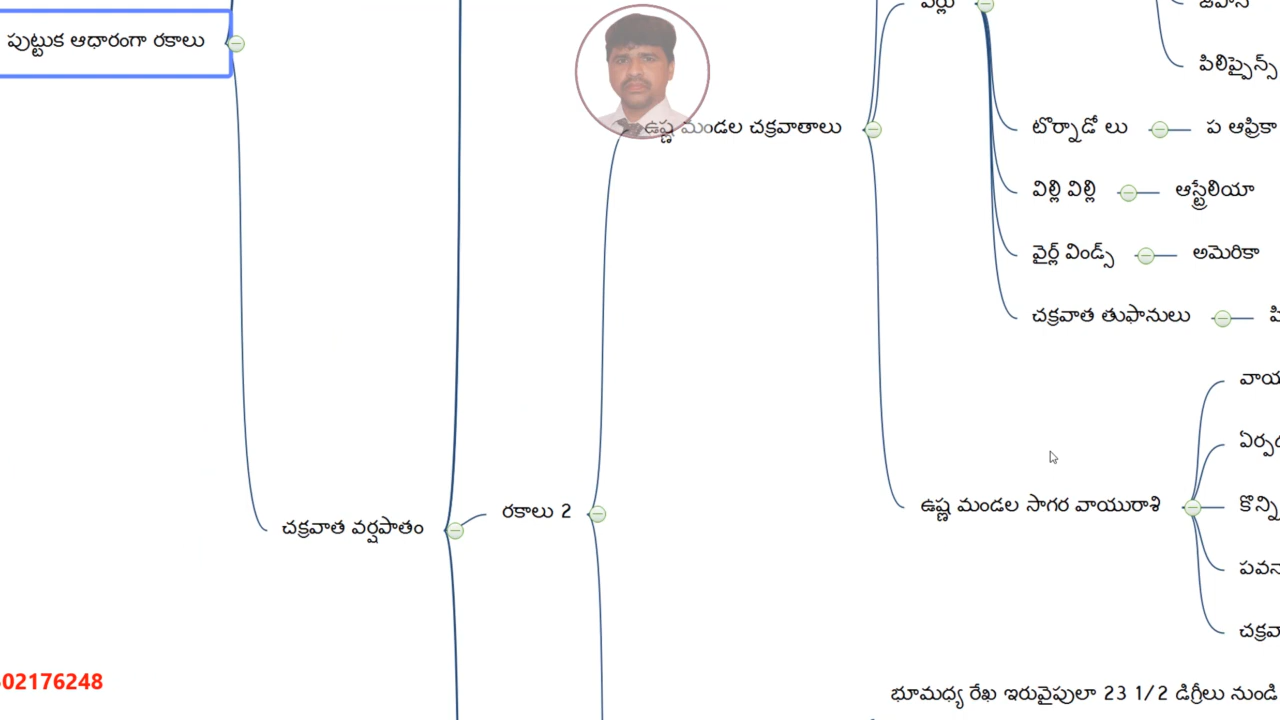 పుట్టుక ఆధారంగా రకాలు
చక్రవాత వర్షపాతం
రకాలు 2
ఉష్ణ మండల చక్రవాతాలు
పేర్లు
జపాన్
పిలిప్పైన్స్
టొర్నాడో లు
ప ఆఫ్రికా
విల్లి విల్లి
ఆస్ట్రేలియా
వైర్ల్ విండ్స్
అమెరికా
చక్రవాత తుఫానులు
ఉష్ణ మండల సాగర వాయురాశి
భూమధ్య రేఖ ఇరువైపులా 23 1/2 డిగ్రీలు నుండి
02176248